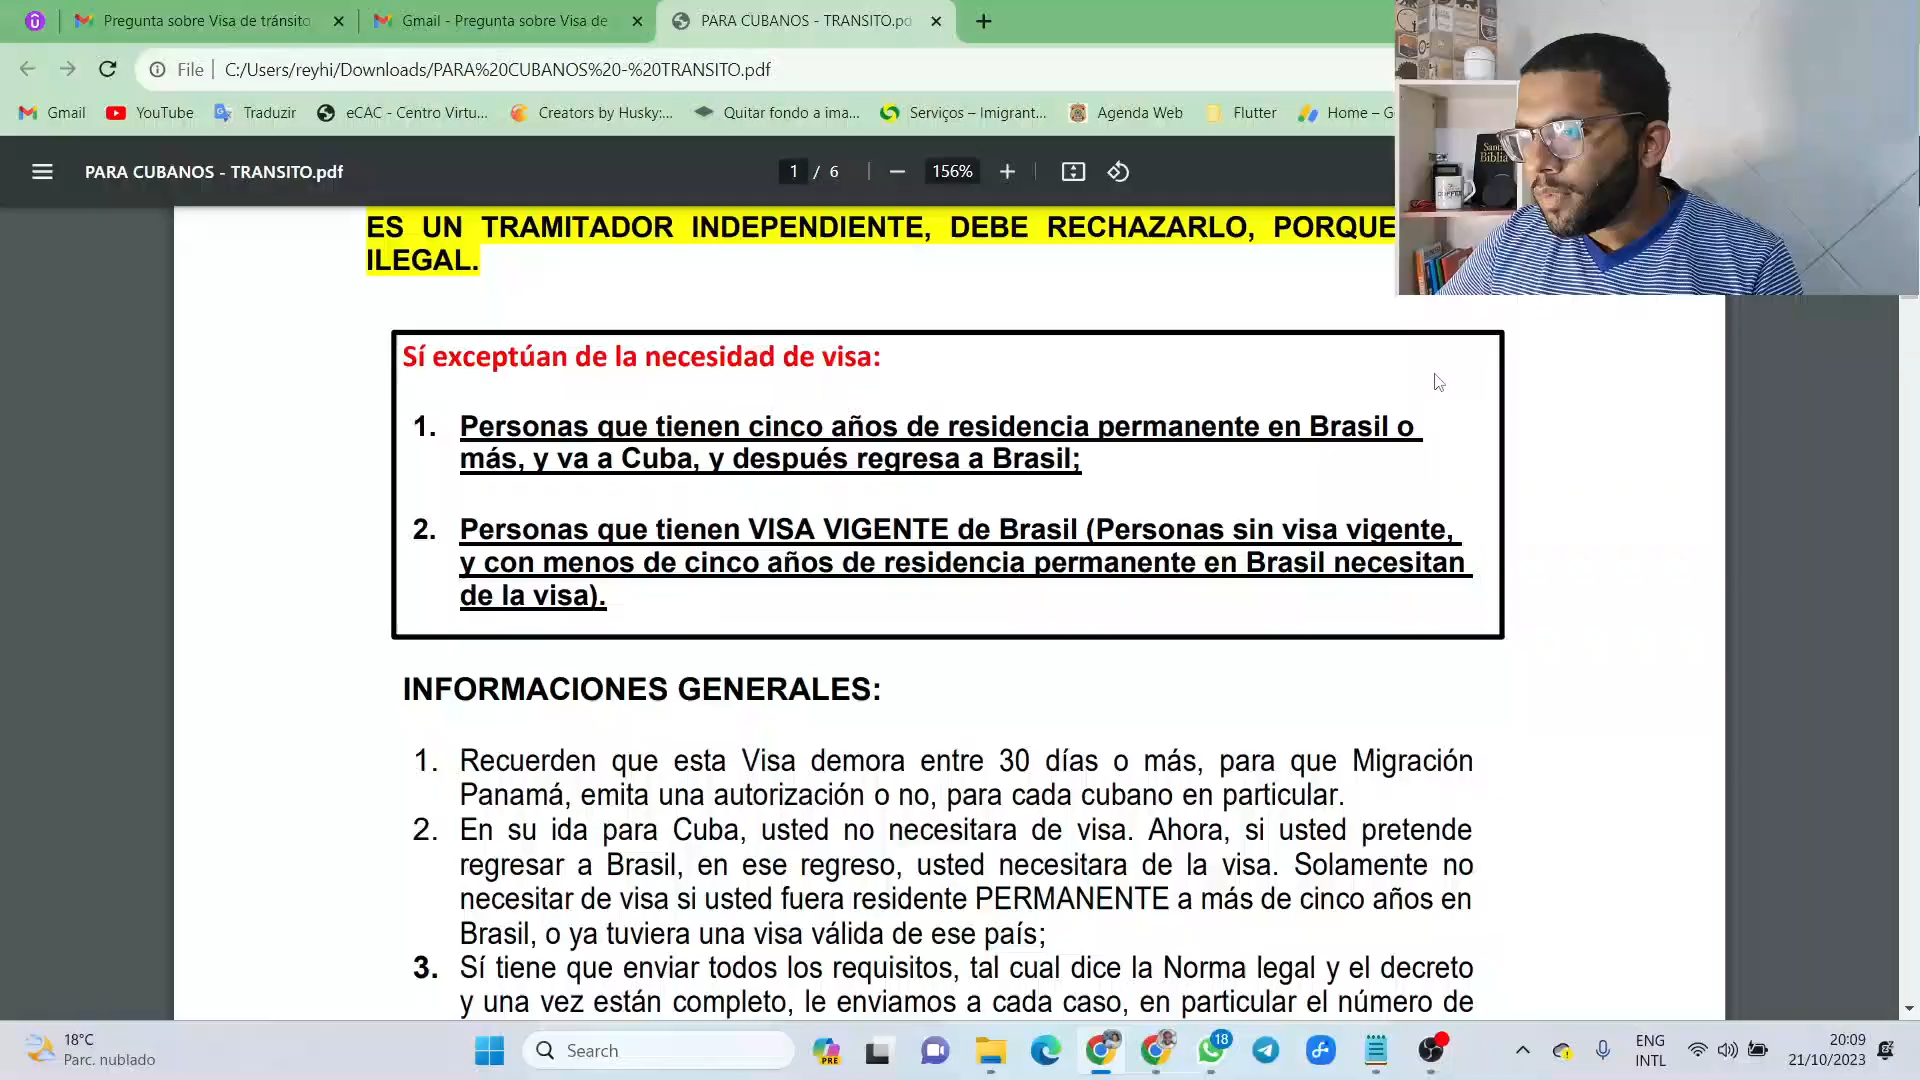 Pregunta sobre Visa de tránsito
Gmail - Pregunta sobre Visa de
PARA CUBANOS - TRANSITO.pd
File
C:/Users/reyhi/Downloads/PARA%20CUBANOS%20-%20TRANSITO.pdf
Gmail
YouTube
Traduzir
eCAC - Centro Virtu...
Creators by Husky:...
Quitar fondo a ima...
Serviços – Imigrant...
Agenda Web
Flutter
Home – G
PARA CUBANOS - TRANSITO.pdf
1 / 6
156%
Santa
Biblia
COFFEE
ES UN TRAMITADOR INDEPENDIENTE, DEBE RECHAZARLO, PORQUE
ILEGAL.
Sí exceptúan de la necesidad de visa:
1. Personas que tienen cinco años de residencia permanente en Brasil o
más, y va a Cuba, y después regresa a Brasil;
2. Personas que tienen VISA VIGENTE de Brasil (Personas sin visa vigente,
y con menos de cinco años de residencia permanente en Brasil necesitan
de la visa).
INFORMACIONES GENERALES:
1. Recuerden que esta Visa demora entre 30 días o más, para que Migración
Panamá, emita una autorización o no, para cada cubano en particular.
2. En su ida para Cuba, usted no necesitara de visa. Ahora, si usted pretende
regresar a Brasil, en ese regreso, usted necesitara de la visa. Solamente no
necesitar de visa si usted fuera residente PERMANENTE a más de cinco años en
Brasil, o ya tuviera una visa válida de ese país;
3. Sí tiene que enviar todos los requisitos, tal cual dice la Norma legal y el decreto
y una vez están completo, le enviamos a cada caso, en particular el número de
18°C
Parc. nublado
Search
PRE
18
ENG
INTL
20:09
21/10/2023